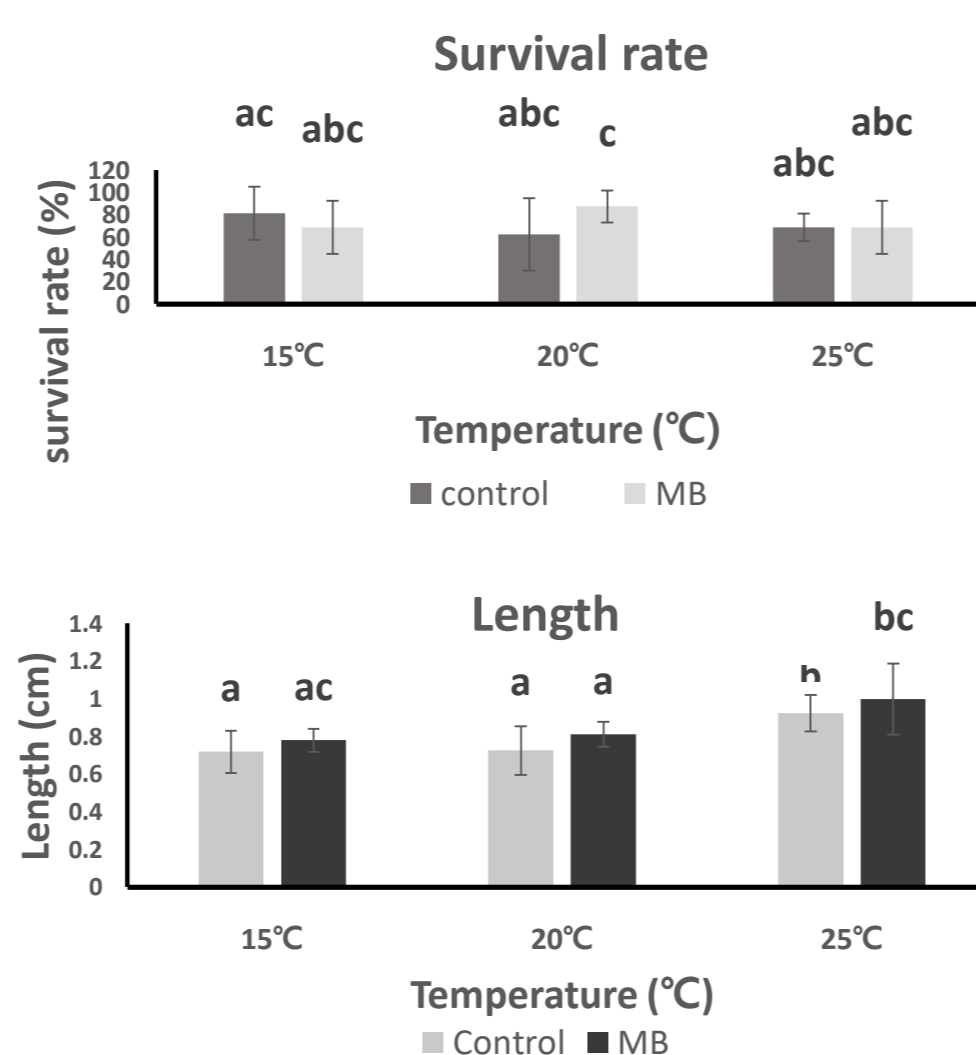 Survival rate
ac abc abc c abc abc
survival rate (%)
120
100
80
60
40
20
0
15℃ 20℃ 25℃
Temperature (℃)
control MB
Length
a ac a a b bc
Length (cm)
1.4
1.2
1
0.8
0.6
0.4
0.2
0
15℃ 20℃ 25℃
Temperature (℃)
Control MB